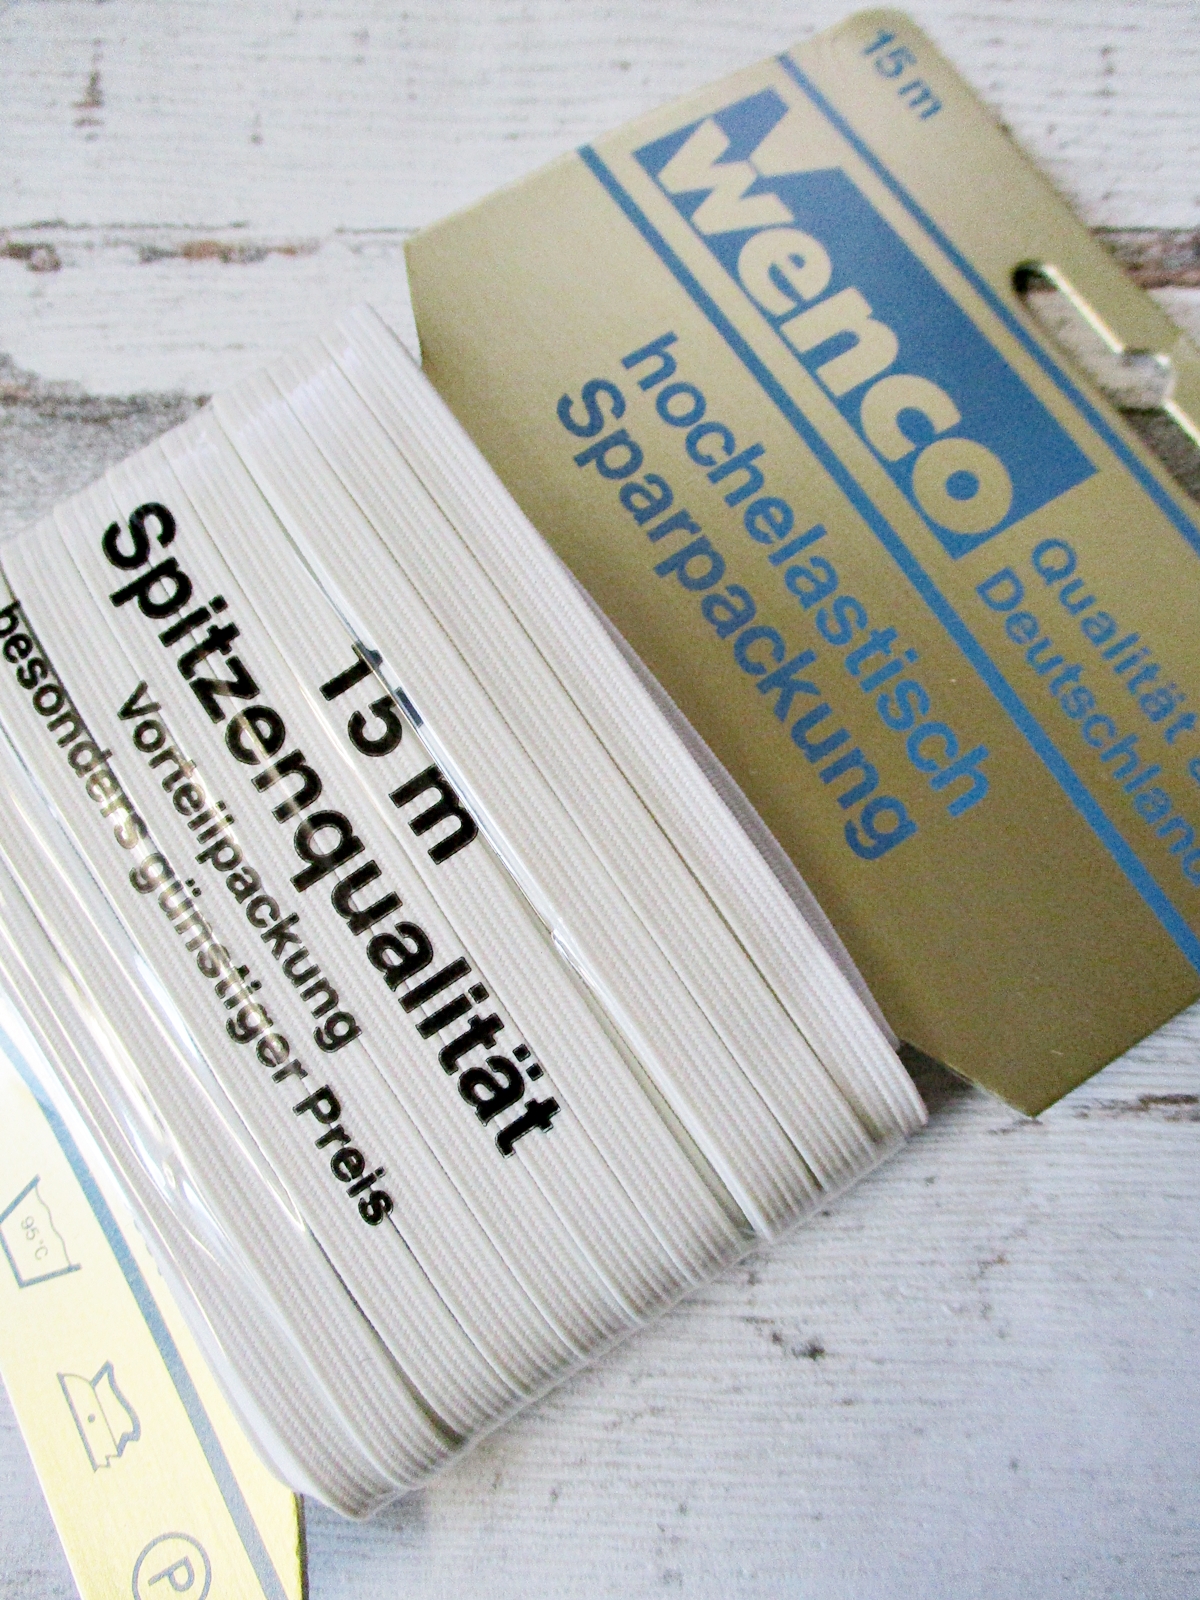 15 m
wenco
Qualität
Deutschland
hochelastisch
Sparpackung
15 m
Spitzenqualität
Vorteilpackung
besonders günstiger Preis
95°C
P